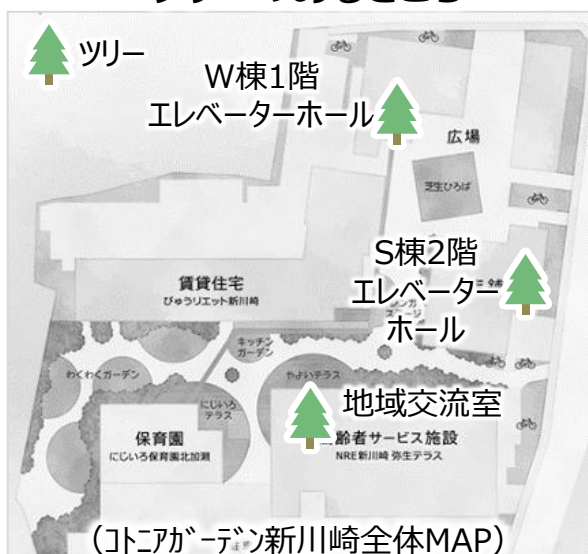 ツリー
W棟1階
エレベーターホール
広場
芝生ひろば
S棟2階
エレベーター
ホール
賃貸住宅
びゅうリエット新川崎
キッチン
ガーデン
わくわくガーデン
やよいテラス
にじいろ
テラス
地域交流室
保育園
にじいろ保育園北加瀬
齢者サービス施設
NRE新川崎 弥生テラス
（コトニアガーデン新川崎全体MAP）